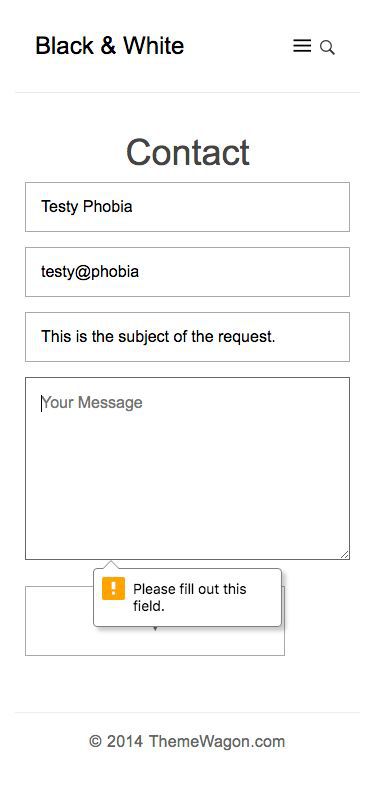 Black & White
Contact
Testy Phobia
testy@phobia
This is the subject of the request.
Your Message
Please fill out this
field.
© 2014 ThemeWagon.com